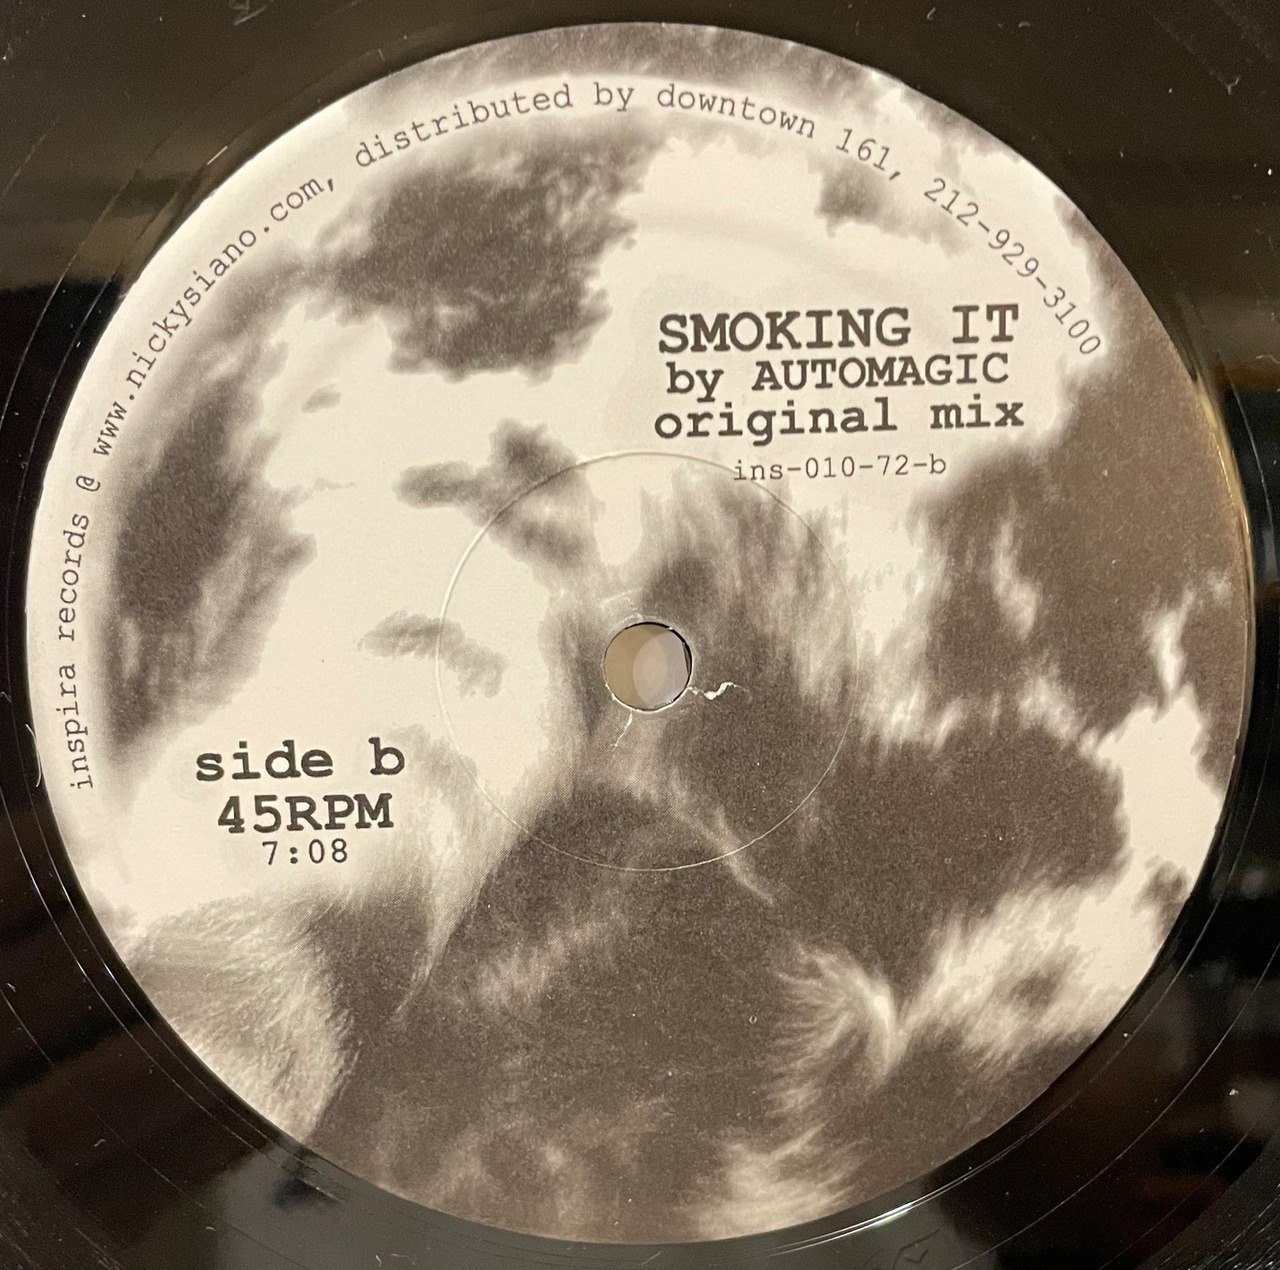 inspira records @ www.nickysiano.com, distributed by downtown 161, 212-929-3100
SMOKING IT
by AUTOMAGIC
original mix
ins-010-72-b
side b
45RPM
7:08